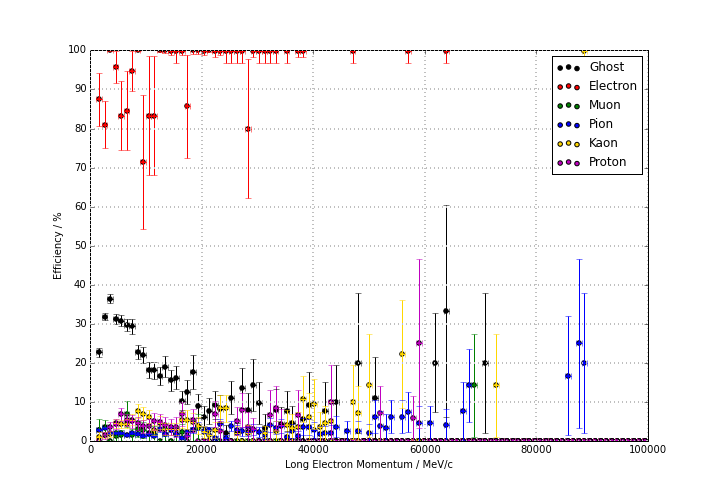 100
90
80
70
60
50
40
30
20
10
0
Efficiency / %
Ghost
Electron
Muon
Pion
Kaon
Proton
0 20000 40000 60000 80000 100000
Long Electron Momentum / MeV/c